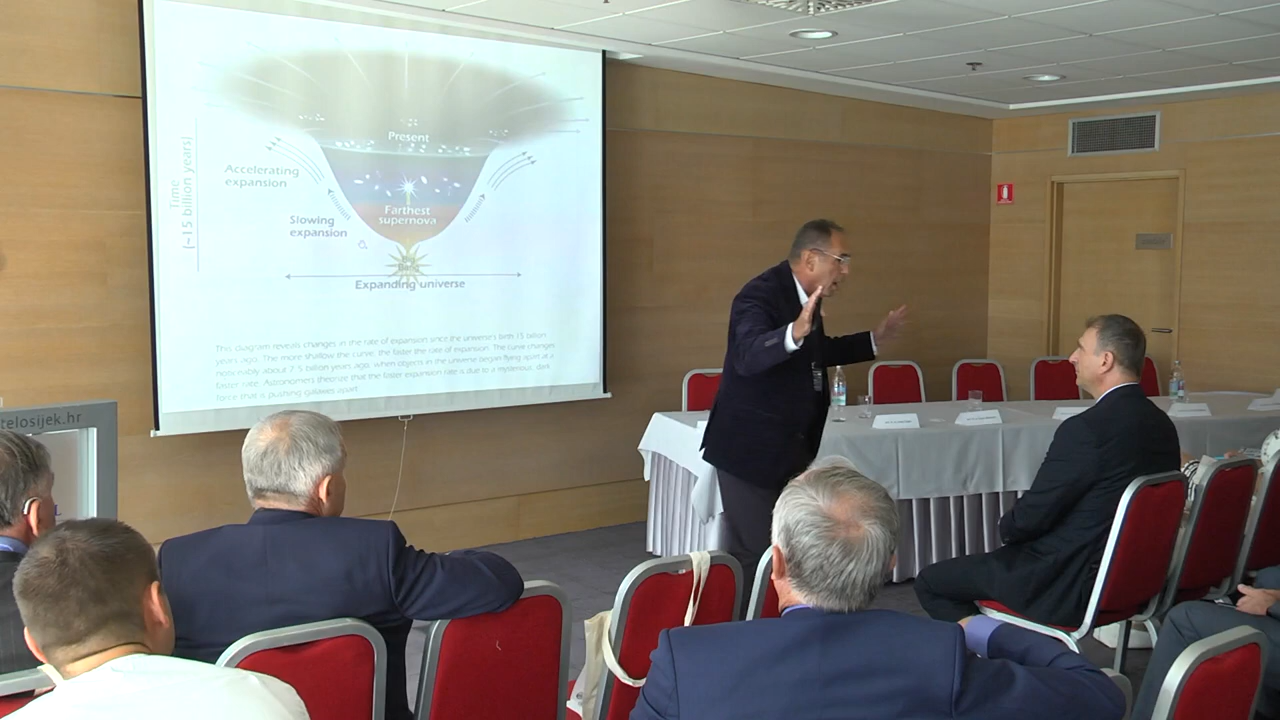 Present
Accelerating
expansion
Time
(~15 billion years)
Farthest
supernova
Slowing
expansion
Expanding universe
This diagram reveals changes in the rate of expansion since the universe's birth 15 billion
years ago. The more shallow the curve, the faster the rate of expansion. The curve changes
noticeably about 7.5 billion years ago, when objects in the universe began flying apart at a
faster rate. Astronomers theorize that the faster expansion rate is due to a mysterious, dark
force that is pushing galaxies apart.
telosijek.hr